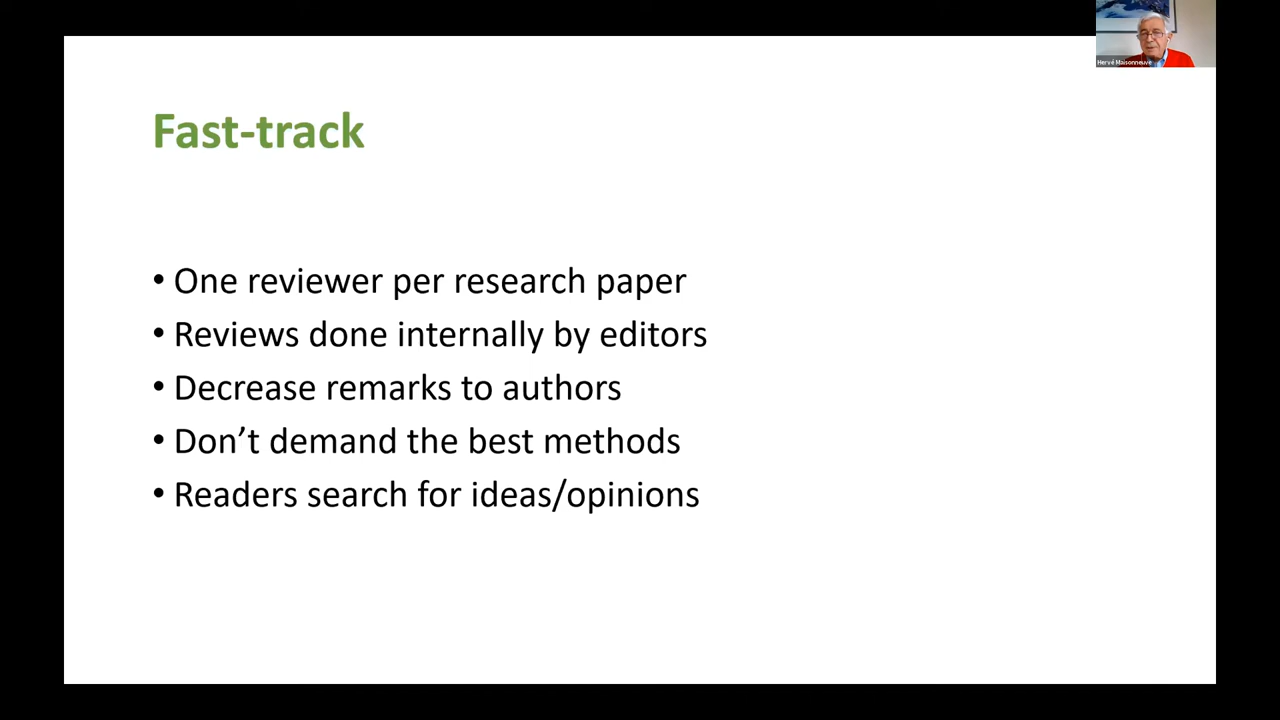 Hervé Maisonneuve
Fast-track
• One reviewer per research paper
• Reviews done internally by editors
• Decrease remarks to authors
• Don’t demand the best methods
• Readers search for ideas/opinions